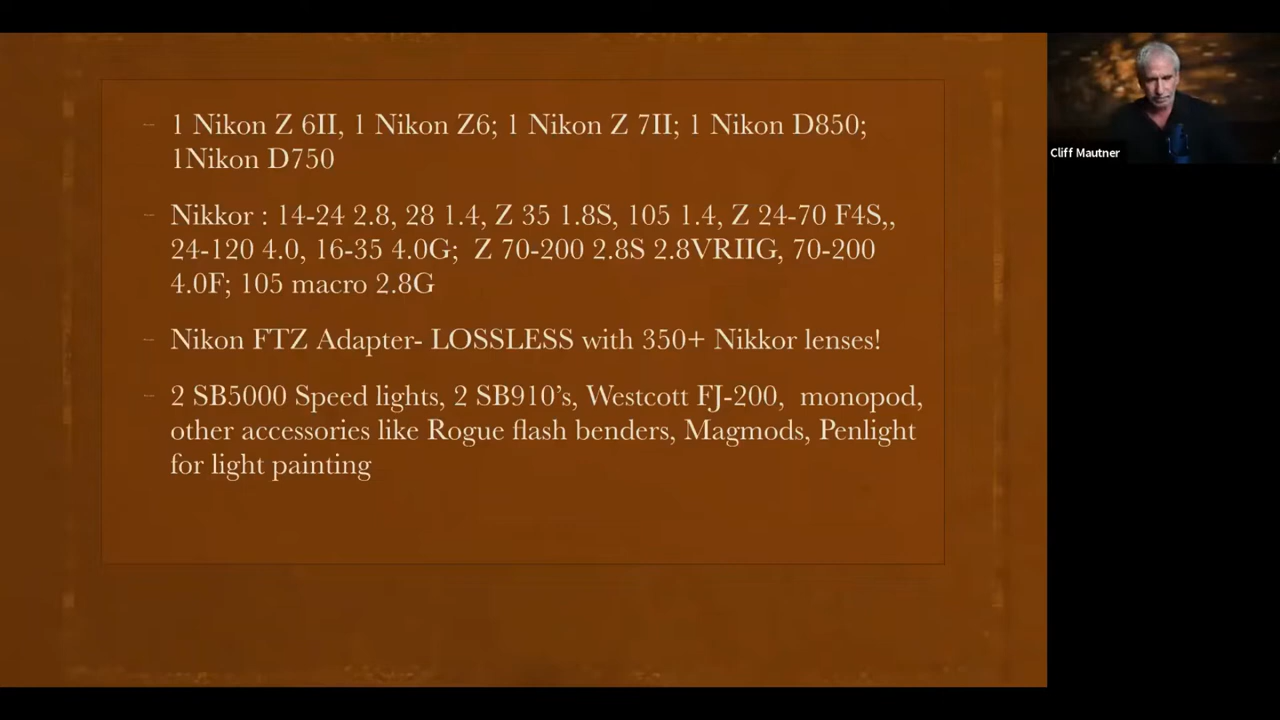 1 Nikon Z 6II, 1 Nikon Z6; 1 Nikon Z 7II; 1 Nikon D850;
1Nikon D750
Nikkor : 14-24 2.8, 28 1.4, Z 35 1.8S, 105 1.4, Z 24-70 F4S,,
24-120 4.0, 16-35 4.0G;  Z 70-200 2.8S 2.8VRIIG, 70-200
4.0F; 105 macro 2.8G
Nikon FTZ Adapter- LOSSLESS with 350+ Nikkor lenses!
2 SB5000 Speed lights, 2 SB910’s, Westcott FJ-200,  monopod,
other accessories like Rogue flash benders, Magmods, Penlight
for light painting
Cliff Mautner